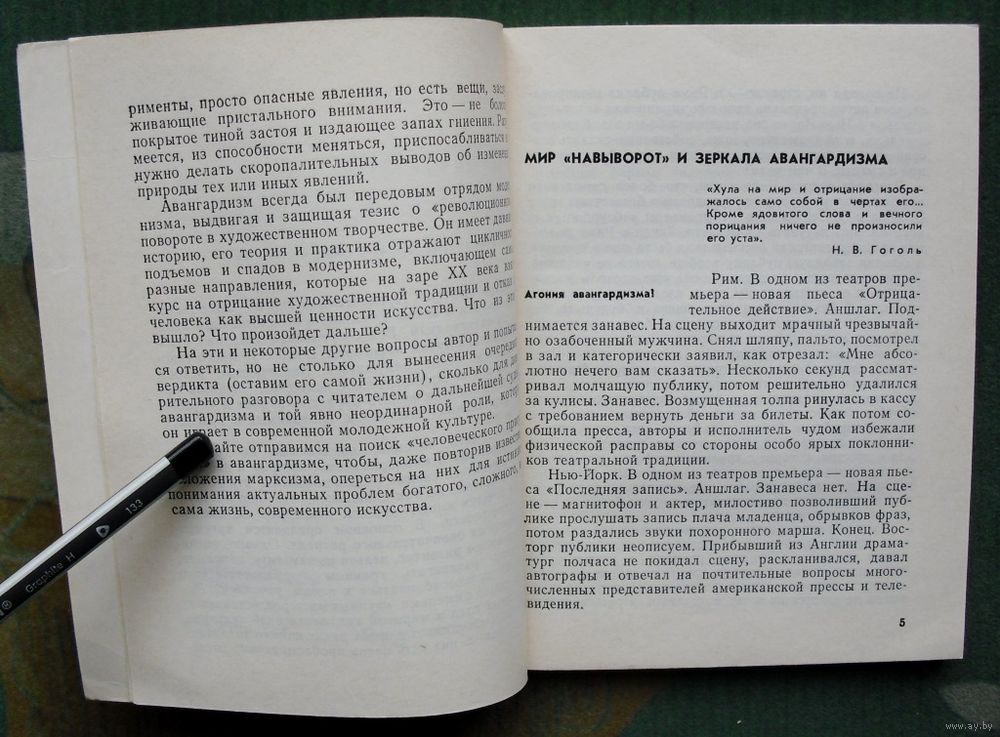 рименты, просто опасные явления, но есть вещи,
живающие пристального внимания. Это — не
покрытое тиной застоя и издающее запах гниения.
меется, из способности меняться, приспосабливаться
нужно делать скоропалительных выводов об
природы тех или иных явлений.
Авангардизм всегда был передовым отрядом
низма, выдвигая и защищая тезис о
повороте в художественном творчестве. Он имеет
историю, его теория и практика отражают
подъемов и спадов в модернизме, включающем
разные направления, которые на заре XX века
курс на отрицание художественной традиции и
человека как высшей ценности искусства. Что из
вышло? Что произойдет дальше?
На эти и некоторые другие вопросы автор и
ся ответить, но не столько для вынесения
вердикта (оставим его самой жизни), сколько для
рительного разговора с читателем о дальнейшей
авангардизма и той явно неординарной роли,
он играет в современной молодежной культуре.
отправимся на поиск «человеческого
в авангардизме, чтобы, даже повторив
марксизма, опереться на них для
понимания актуальных проблем богатого, сложного,
сама жизнь, современного искусства.
МИР «НАВЫВОРОТ» И ЗЕРКАЛА АВАНГАРДИЗМА
«Хула на мир и отрицание изобра-
жалось само собой в чертах его...
Кроме ядовитого слова и вечного
порицания ничего не произносили
его уста».
Н. В. Гоголь
Агония авангардизма!
Рим. В одном из театров пре-
мьера — новая пьеса «Отрица-
тельное действие». Аншлаг. Под-
нимается занавес. На сцену выходит мрачный чрезвычай-
но озабоченный мужчина. Снял шляпу, пальто, посмотрел
в зал и категорически заявил, как отрезал: «Мне абсо-
лютно нечего вам сказать». Несколько секунд рассмат-
ривал молчащую публику, потом решительно удалился
за кулисы. Занавес. Возмущенная толпа ринулась в кассу
с требованием вернуть деньги за билеты. Как потом со-
общила пресса, авторы и исполнитель чудом избежали
физической расправы со стороны особо ярых поклонни-
ков театральной традиции.
Нью-Йорк. В одном из театров премьера — новая пье-
са «Последняя запись». Аншлаг. Занавеса нет. На сце-
не — магнитофон и актер, милостиво позволивший пуб-
лике прослушать запись плача младенца, обрывков фраз,
потом раздались звуки похоронного марша. Конец. Вос-
торг публики неописуем. Прибывший из Англии драма-
тург полчаса не покидал сцену, раскланивался, давал
автографы и отвечал на почтительные вопросы много-
численных представителей американской прессы и теле-
видения.
5
133
Graphite H
www.ay.by